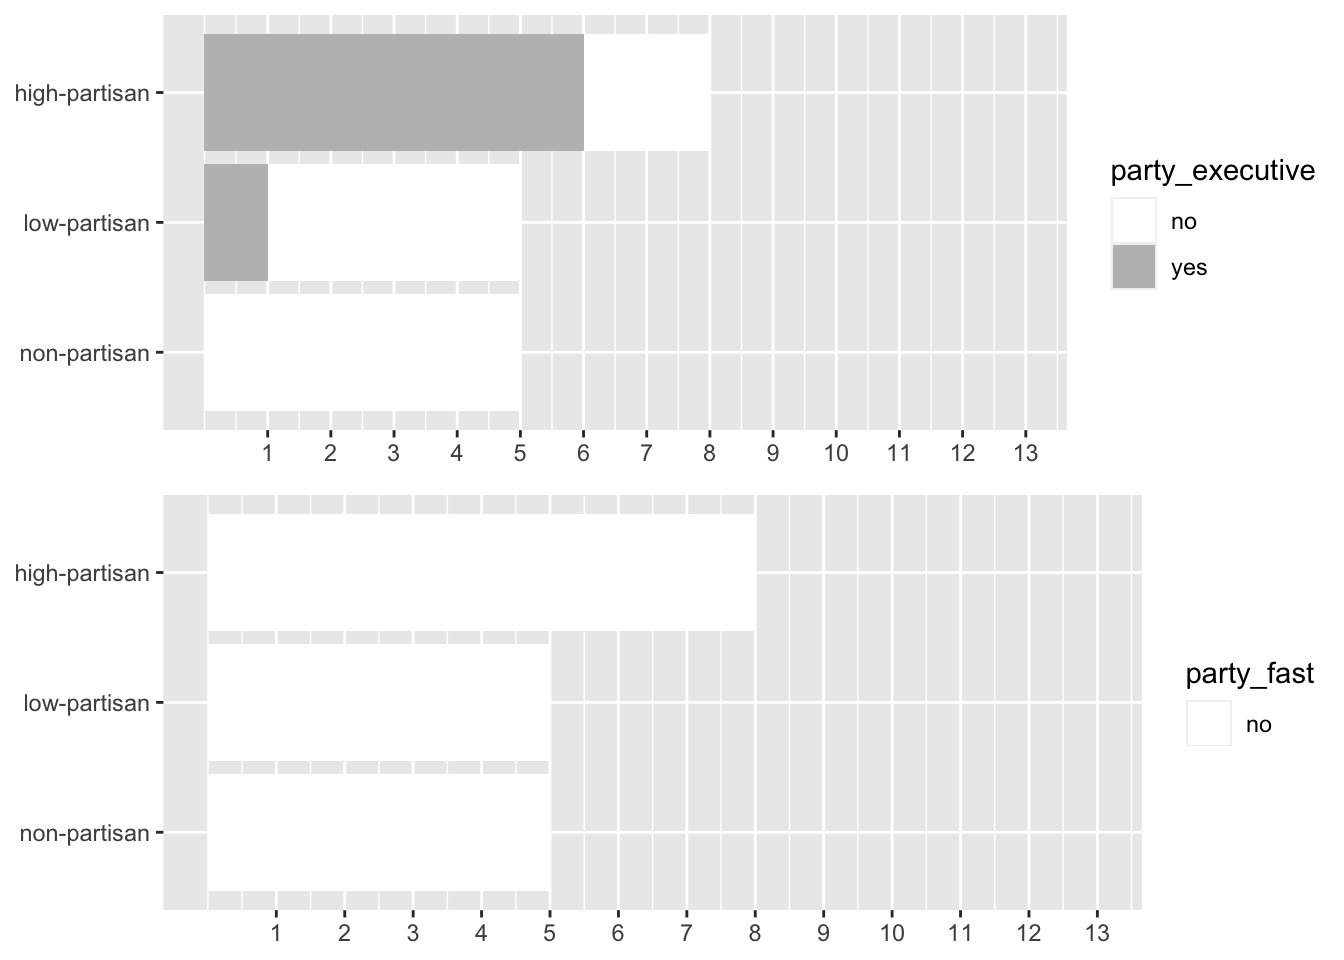 high-partisan
low-partisan
non-partisan
1 2 3 4 5 6 7 8 9 10 11 12 13
party_executive
no
yes
high-partisan
low-partisan
non-partisan
1 2 3 4 5 6 7 8 9 10 11 12 13
party_fast
no